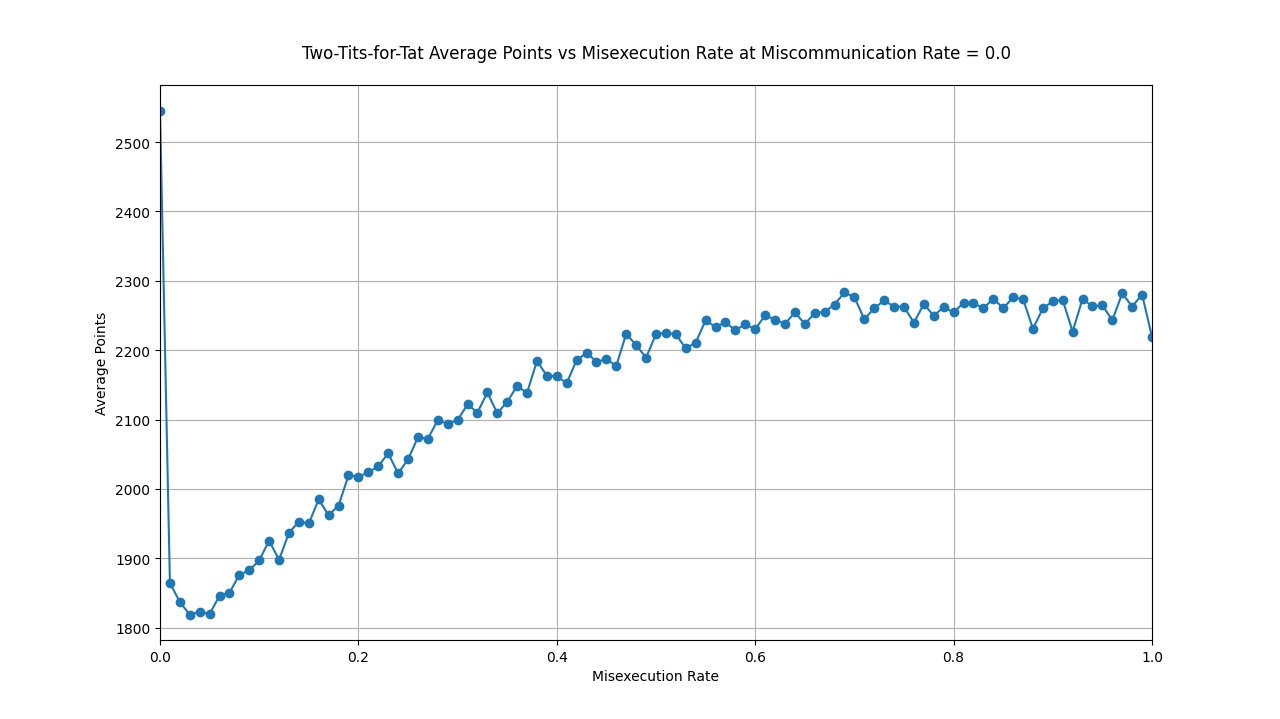 Two-Tits-for-Tat Average Points vs Misexecution Rate at Miscommunication Rate = 0.0
2500
2400
2300
2200
2100
2000
1900
1800
Average Points
0.0 0.2 0.4 0.6 0.8 1.0
Misexecution Rate